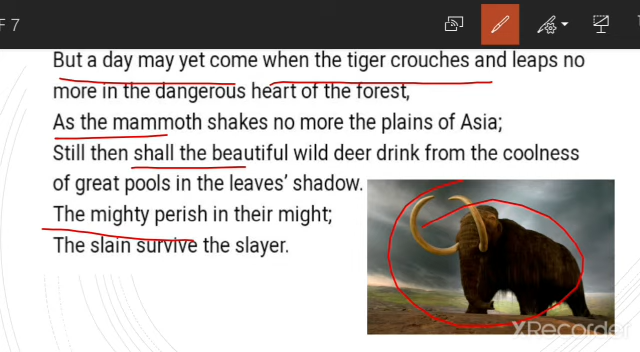 F 7
But a day may yet come when the tiger crouches and leaps no
more in the dangerous heart of the forest,
As the mammoth shakes no more the plains of Asia;
Still then shall the beautiful wild deer drink from the coolness
of great pools in the leaves' shadow.
The mighty perish in their might;
The slain survive the slayer.
XRecorder